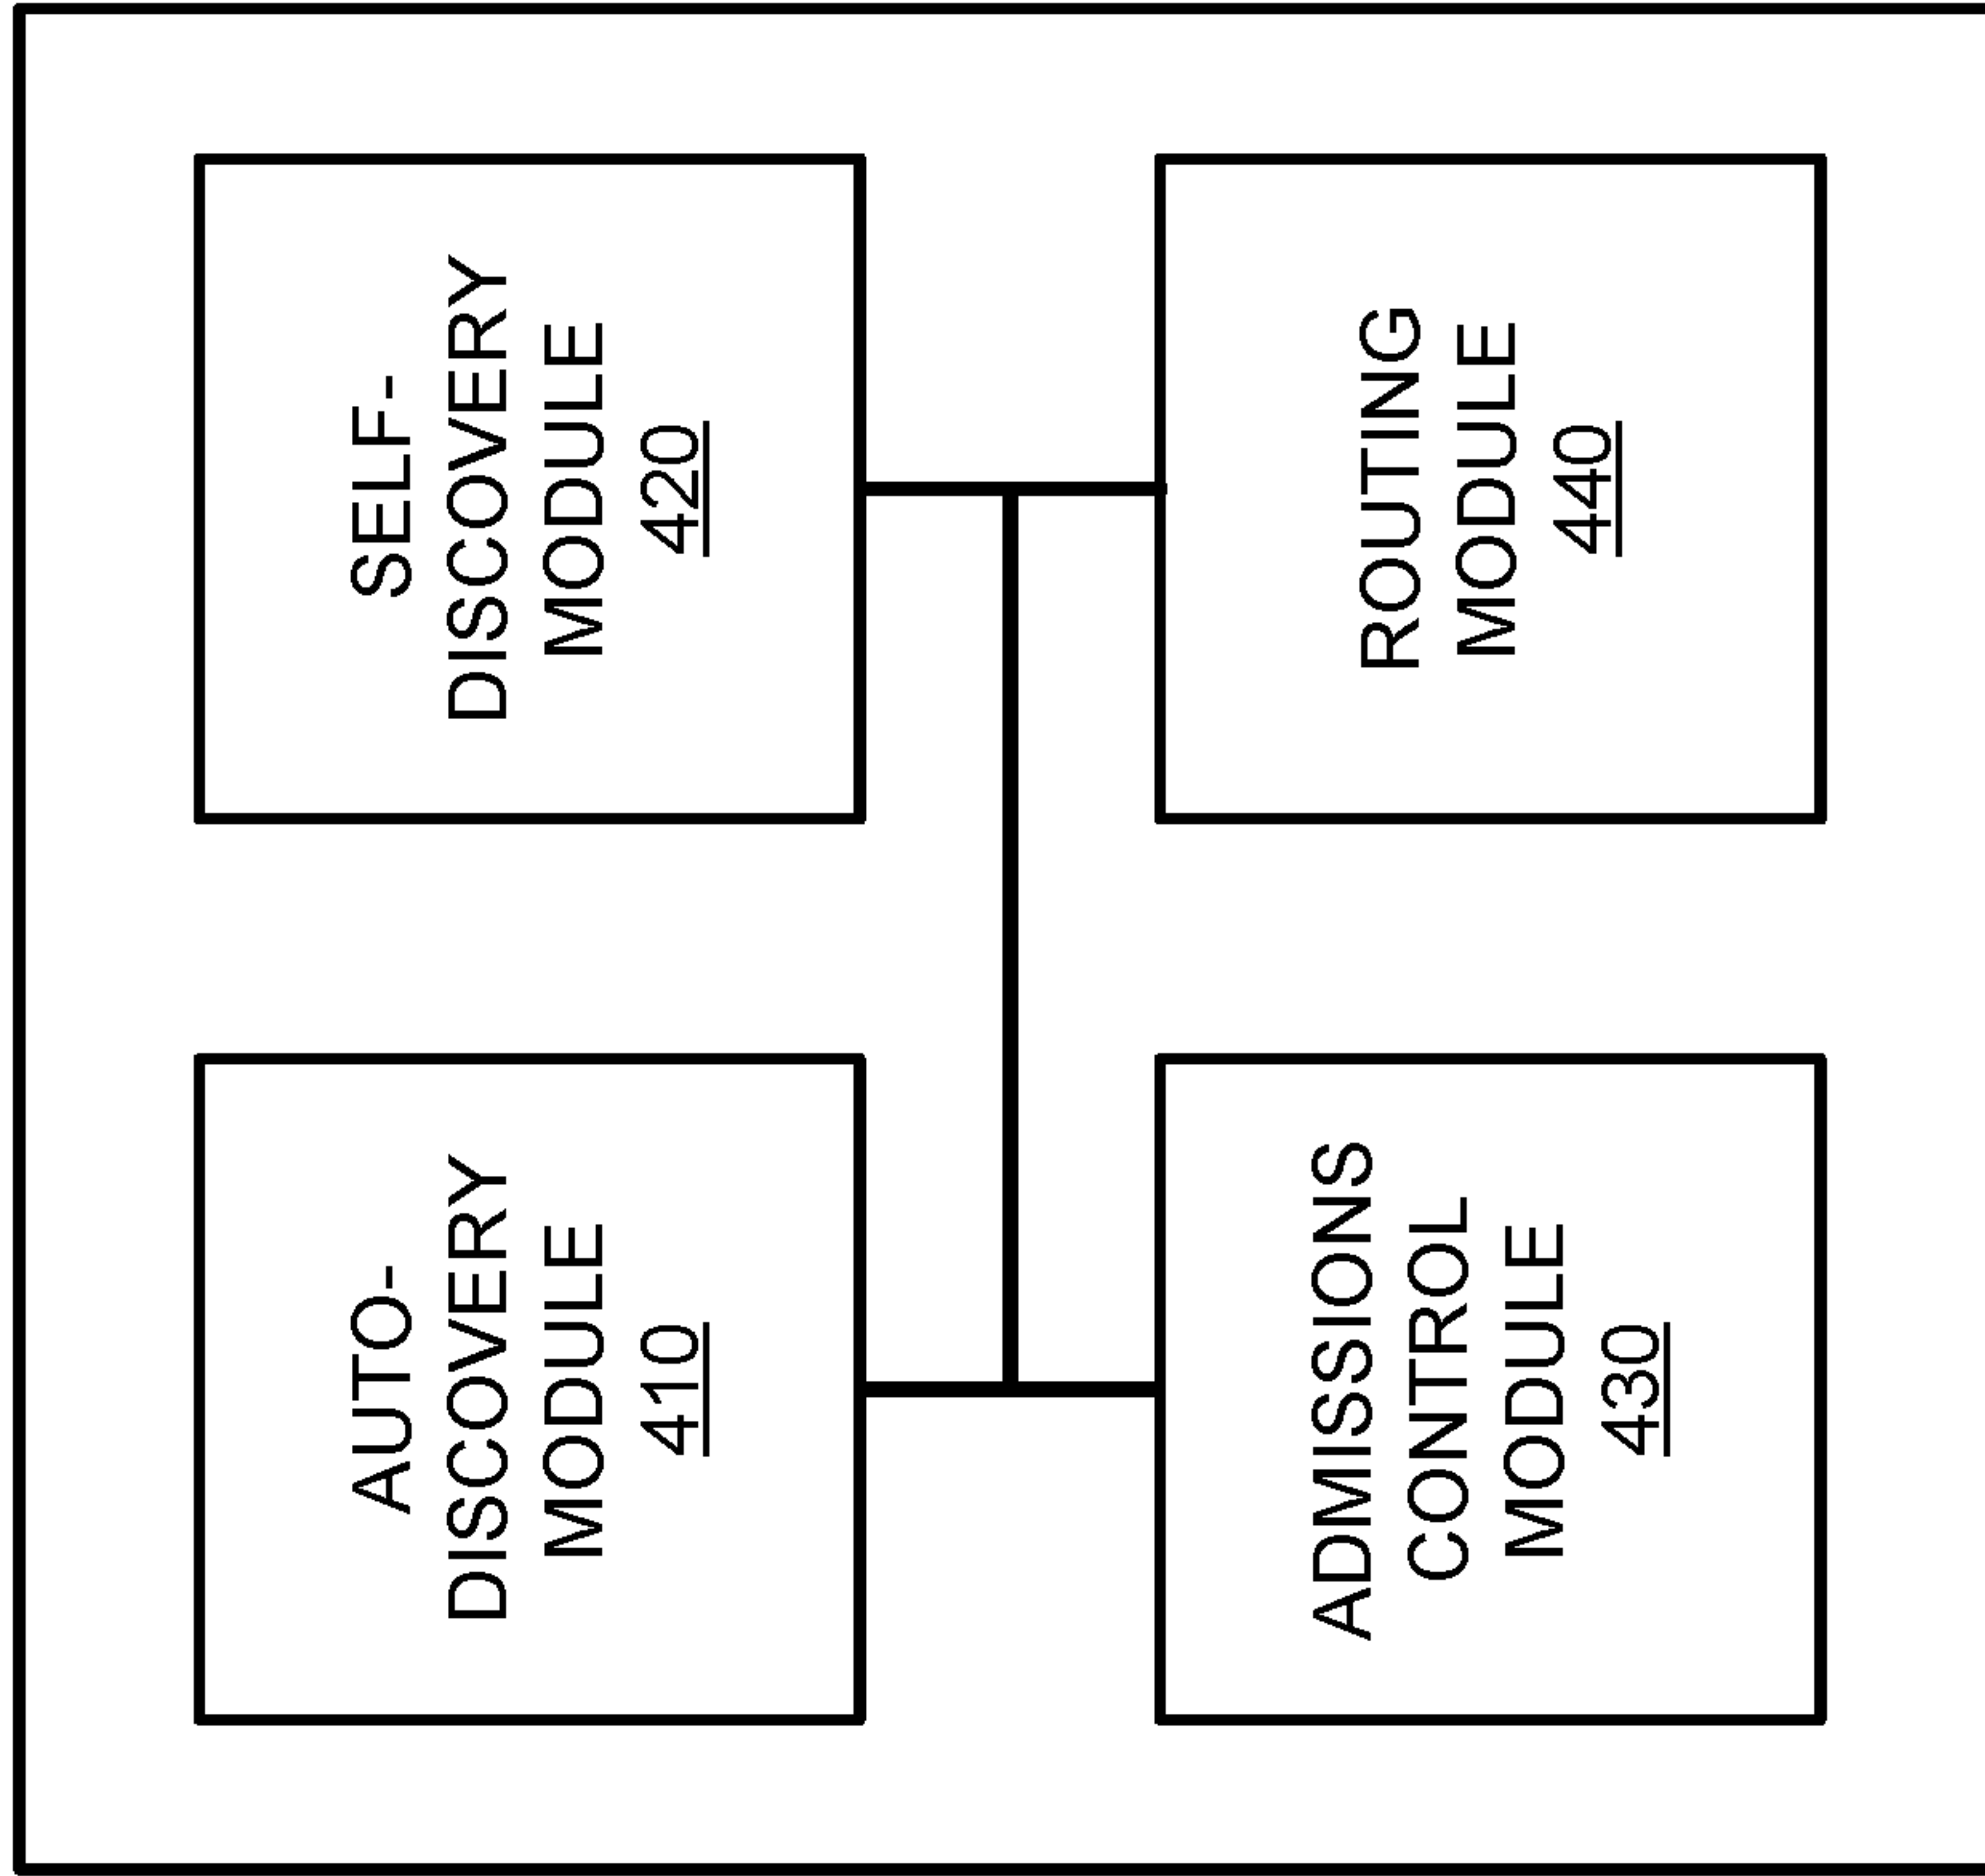 AUTO-
DISCOVERY
MODULE
410
SELF-
DISCOVERY
MODULE
420
ADMISSIONS
CONTROL
MODULE
430
ROUTING
MODULE
440